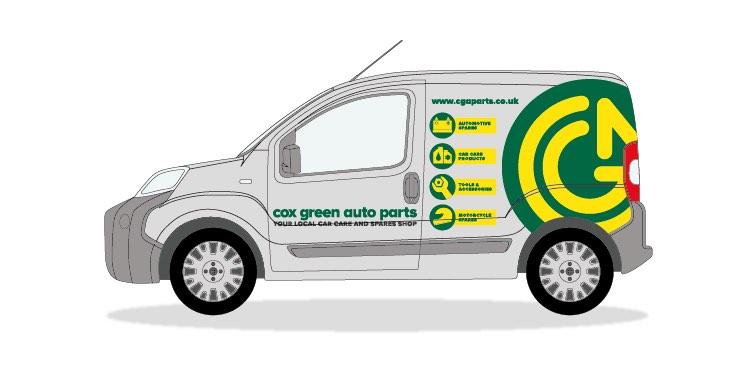 www.cgaparts.co.uk
AUTOMOTIVE
SPARES
CAR CARE
PRODUCTS
TOOLS &
ACCESSORIES
MOTORCYCLE
SPARES
cox green auto parts
YOUR LOCAL CAR CARE AND SPARES SHOP